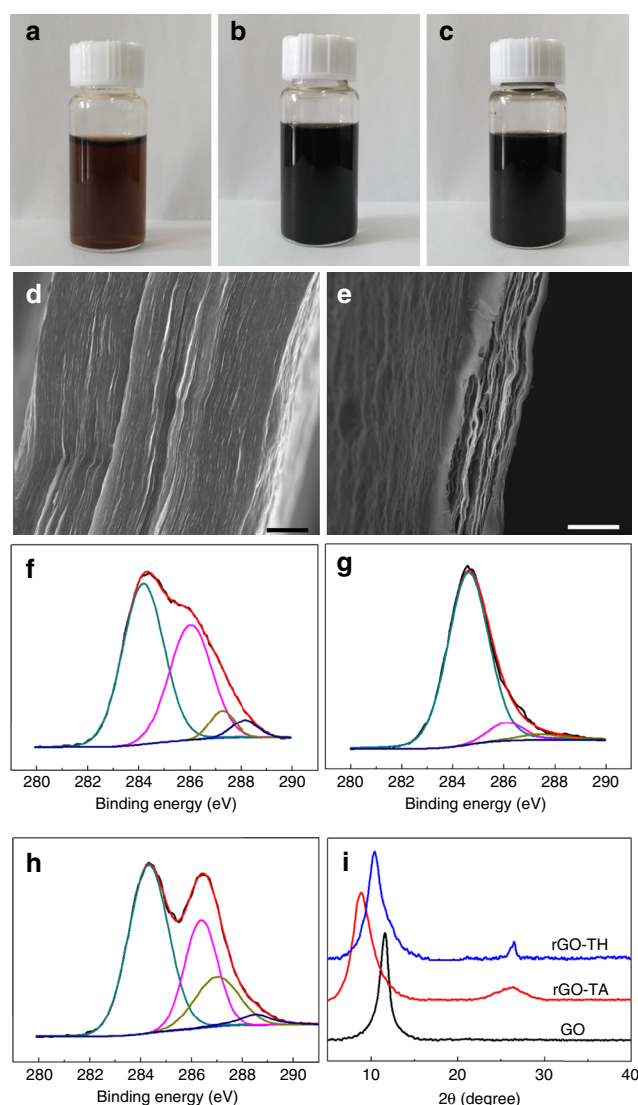 a
b
c
d
e
f
g
280 282 284 286 288 290
Binding energy (eV)
280 282 284 286 288 290
Binding energy (eV)
h
i
rGO-TH
rGO-TA
GO
280 282 284 286 288 290
Binding energy (eV)
10 20 30 40
2θ (degree)